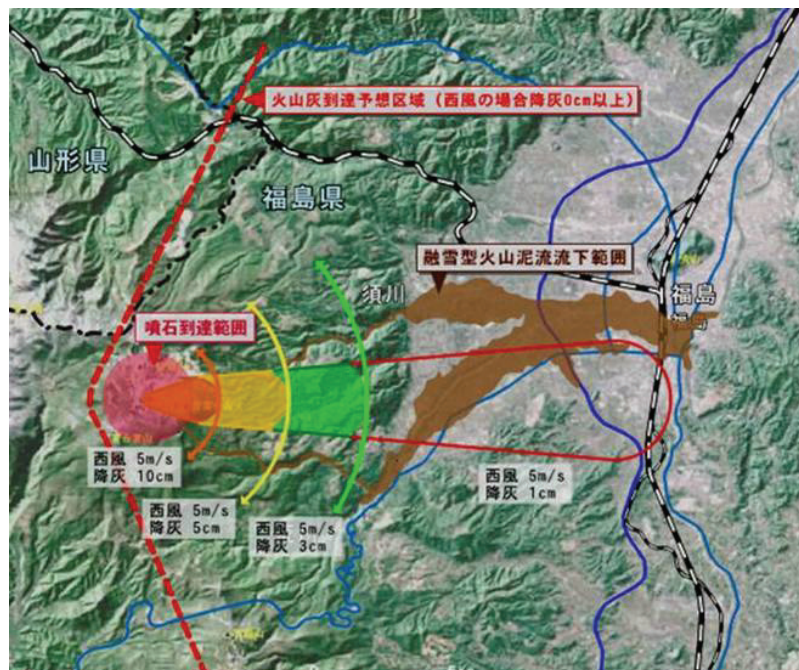 火山灰到達予想区域（西風の場合降灰0cm以上）
山形県
福島県
融雪型火山泥流流下範囲
須川
福島
噴石到達範囲
西風 5m/s
降灰 10cm
西風 5m/s
降灰 5cm
西風 5m/s
降灰 3cm
西風 5m/s
降灰 1cm